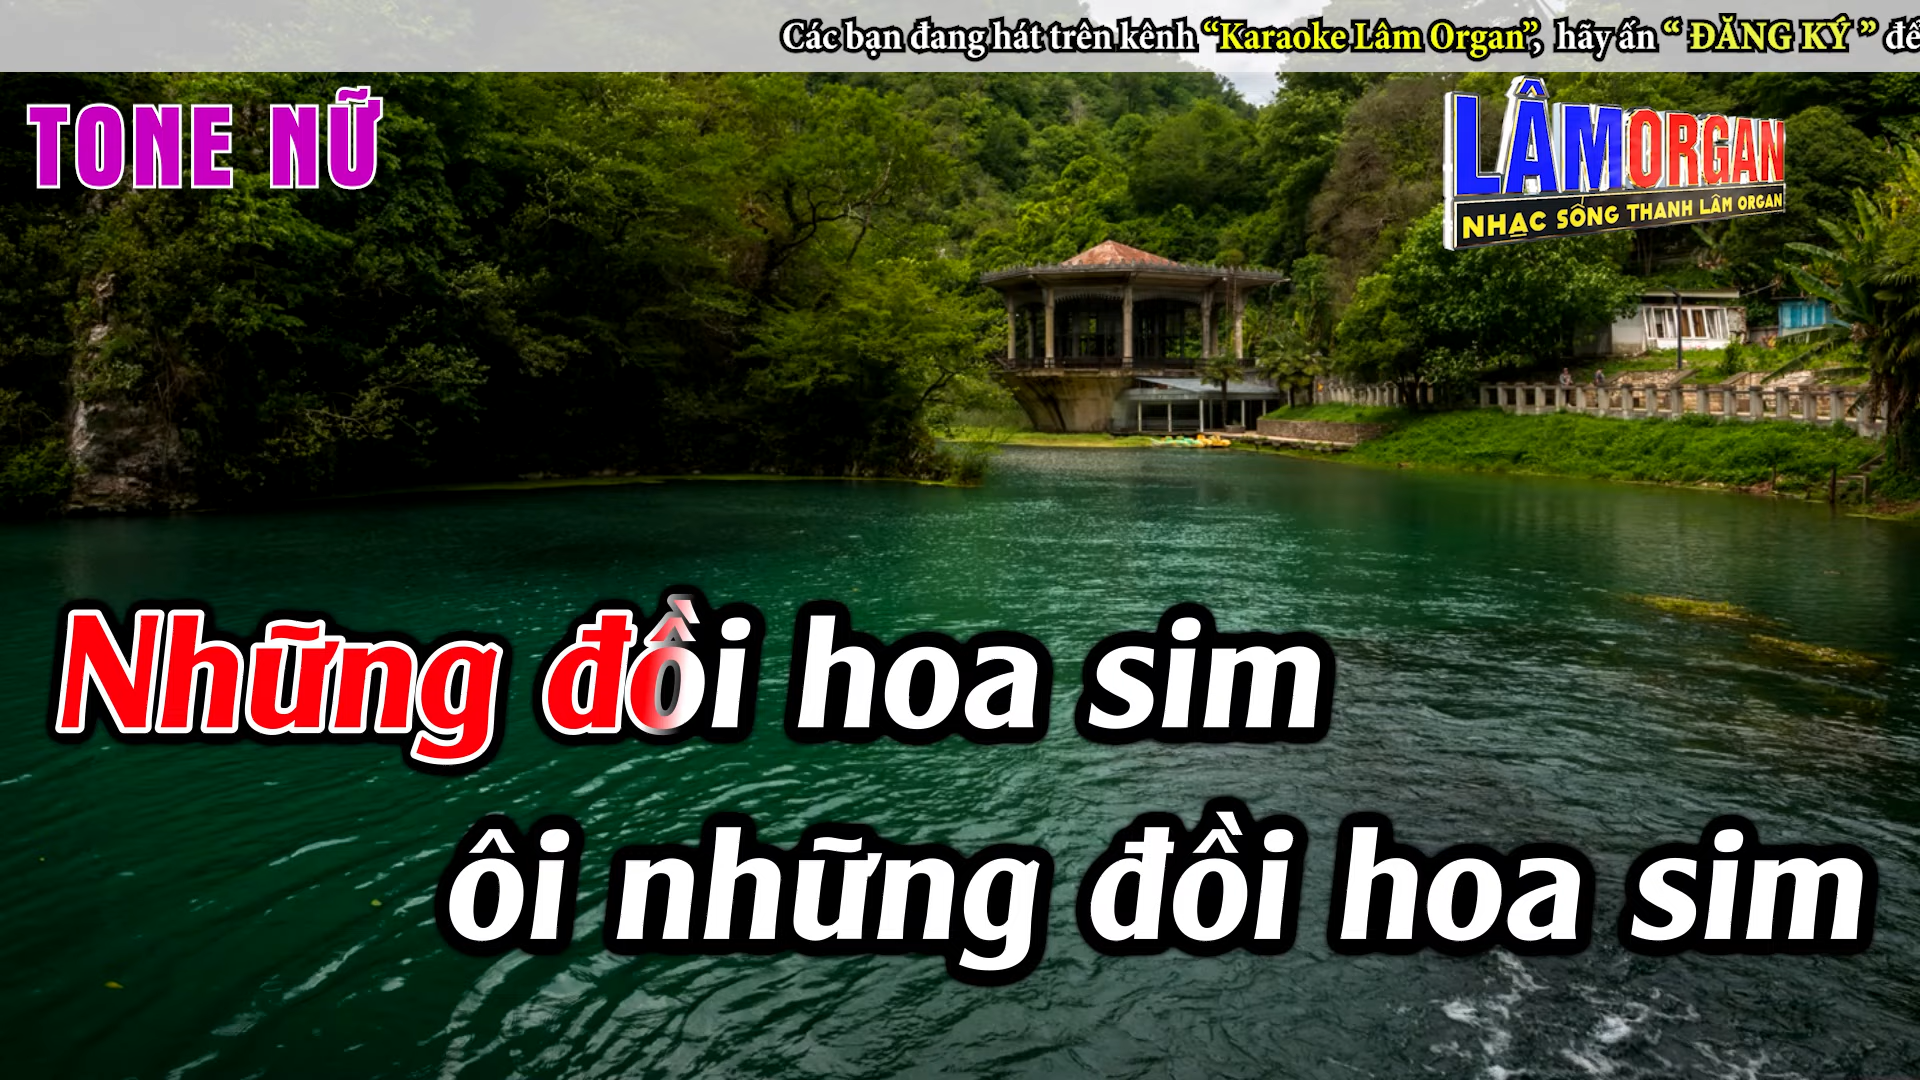 Các bạn đang hát trên kênh “Karaoke Lâm Organ”, hãy ấn “ ĐĂNG KÝ ” để
TONE NỮ
LÂMORGAN
NHẠC SỐNG THANH LÂM ORGAN
Những đồi hoa sim
ôi những đồi hoa sim